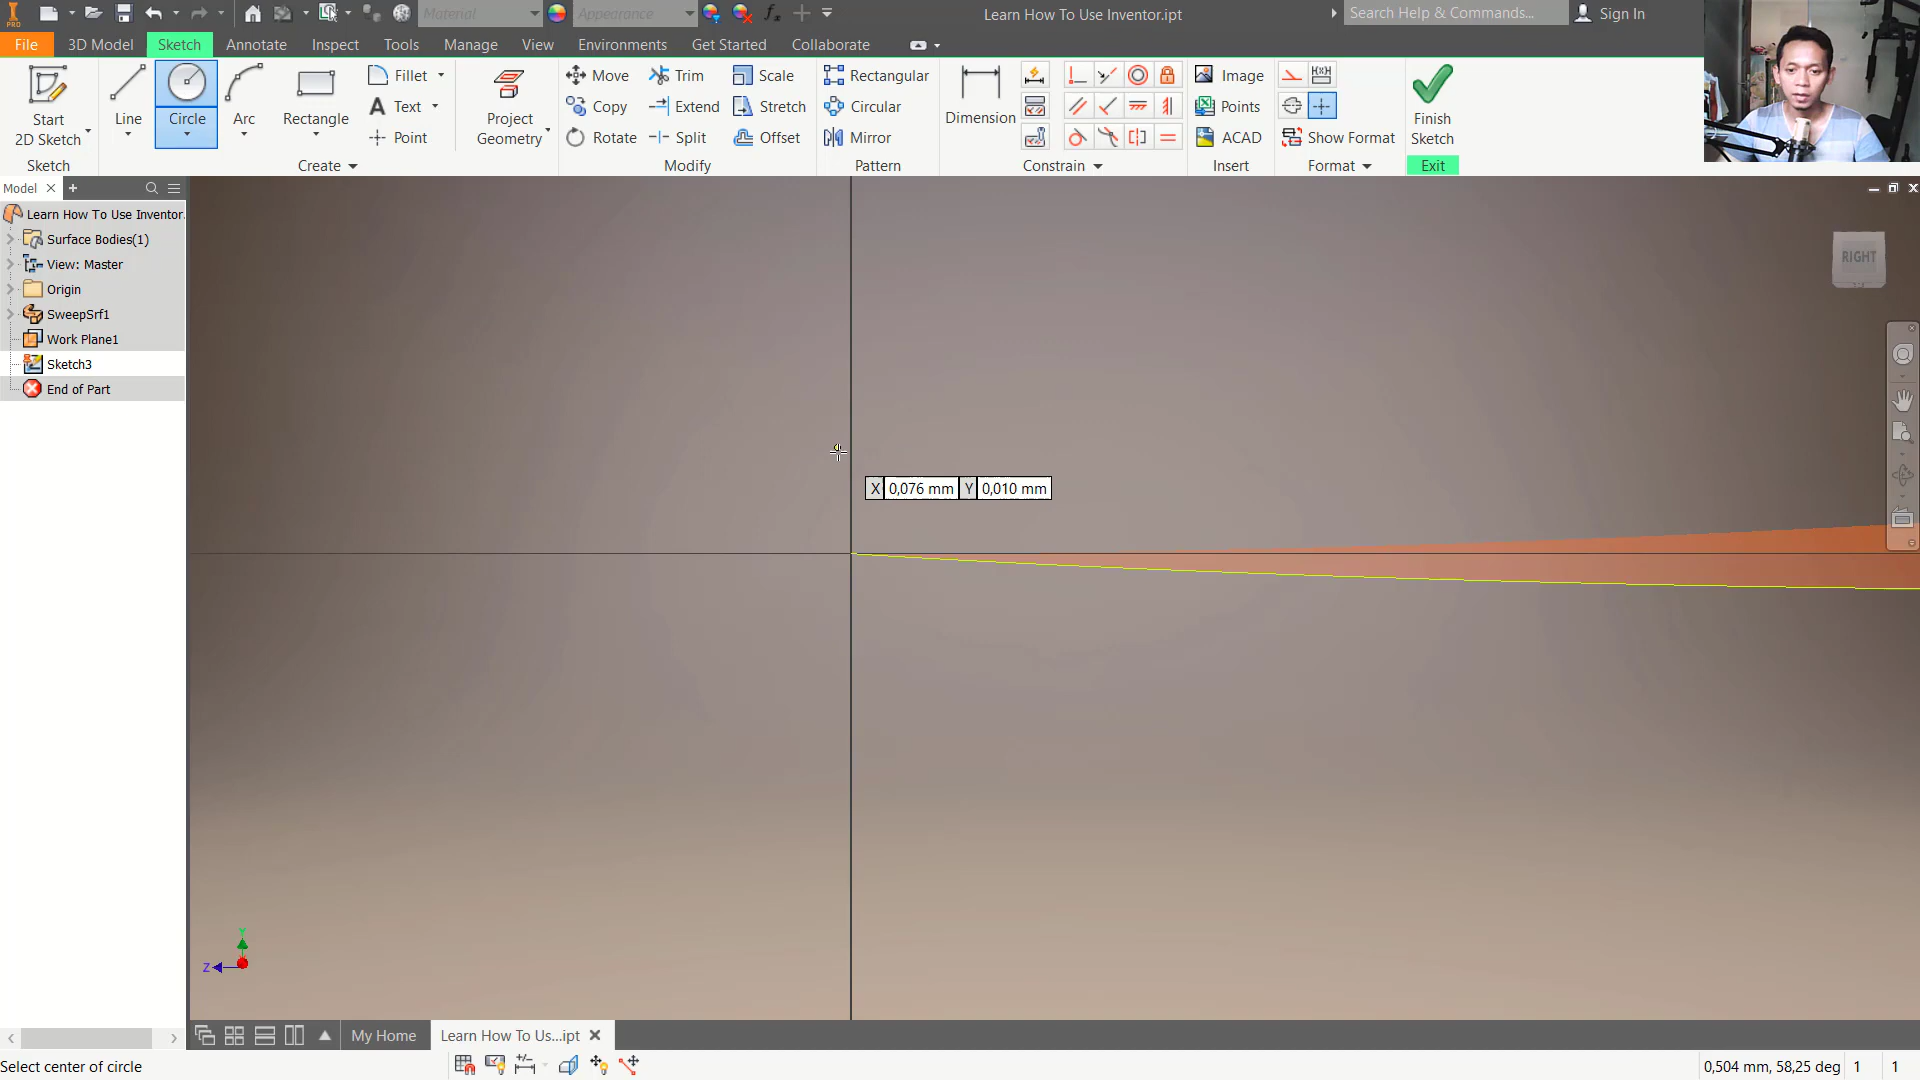 PRO
Material
Appearance
Learn How To Use Inventor.ipt
Search Help & Commands...
Sign In
File
3D Model
Sketch
Annotate
Inspect
Tools
Manage
View
Environments
Get Started
Collaborate
Start
2D Sketch
Line
Circle
Arc
Rectangle
Fillet
Text
Point
Project
Geometry
Move
Copy
Rotate
Trim
Extend
Split
Scale
Stretch
Offset
Rectangular
Circular
Mirror
Dimension
Image
Points
ACAD
Show Format
Finish
Sketch
Sketch
Create
Modify
Pattern
Constrain
Insert
Format
Exit
Model
Learn How To Use Inventor.
Surface Bodies(1)
View: Master
Origin
SweepSrf1
Work Plane1
Sketch3
End of Part
RIGHT
X 0,076 mm Y 0,010 mm
Y
Z
My Home
Learn How To Us...ipt
Select center of circle
0,504 mm, 58,25 deg 1 1